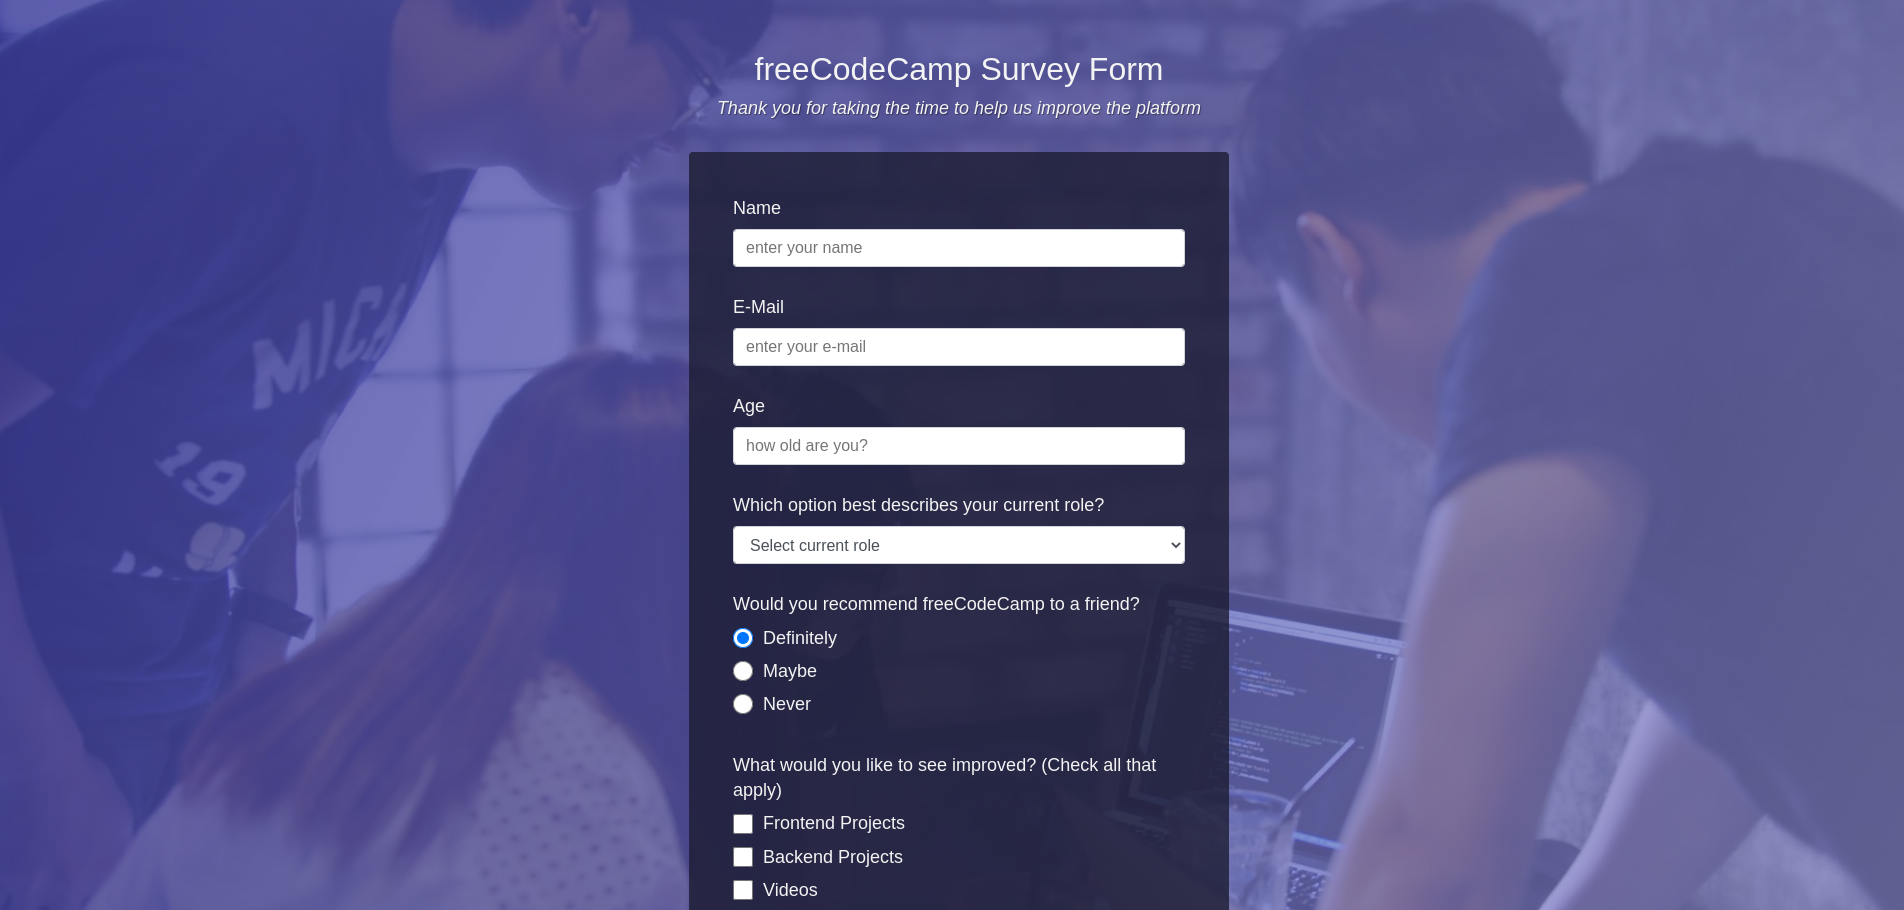 freeCodeCamp Survey Form
Thank you for taking the time to help us improve the platform
Name
enter your name
E-Mail
enter your e-mail
Age
how old are you?
Which option best describes your current role?
Select current role
Would you recommend freeCodeCamp to a friend?
Definitely
Maybe
Never
What would you like to see improved? (Check all that
apply)
Frontend Projects
Backend Projects
Videos
MICH
19